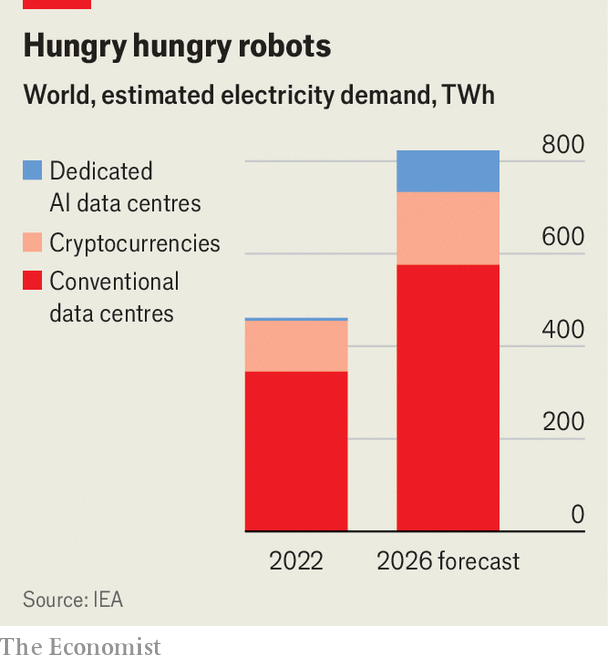 Hungry hungry robots
World, estimated electricity demand, TWh
Dedicated
AI data centres
Cryptocurrencies
Conventional
data centres
800
600
400
200
0
2022
2026 forecast
Source: IEA
The Economist